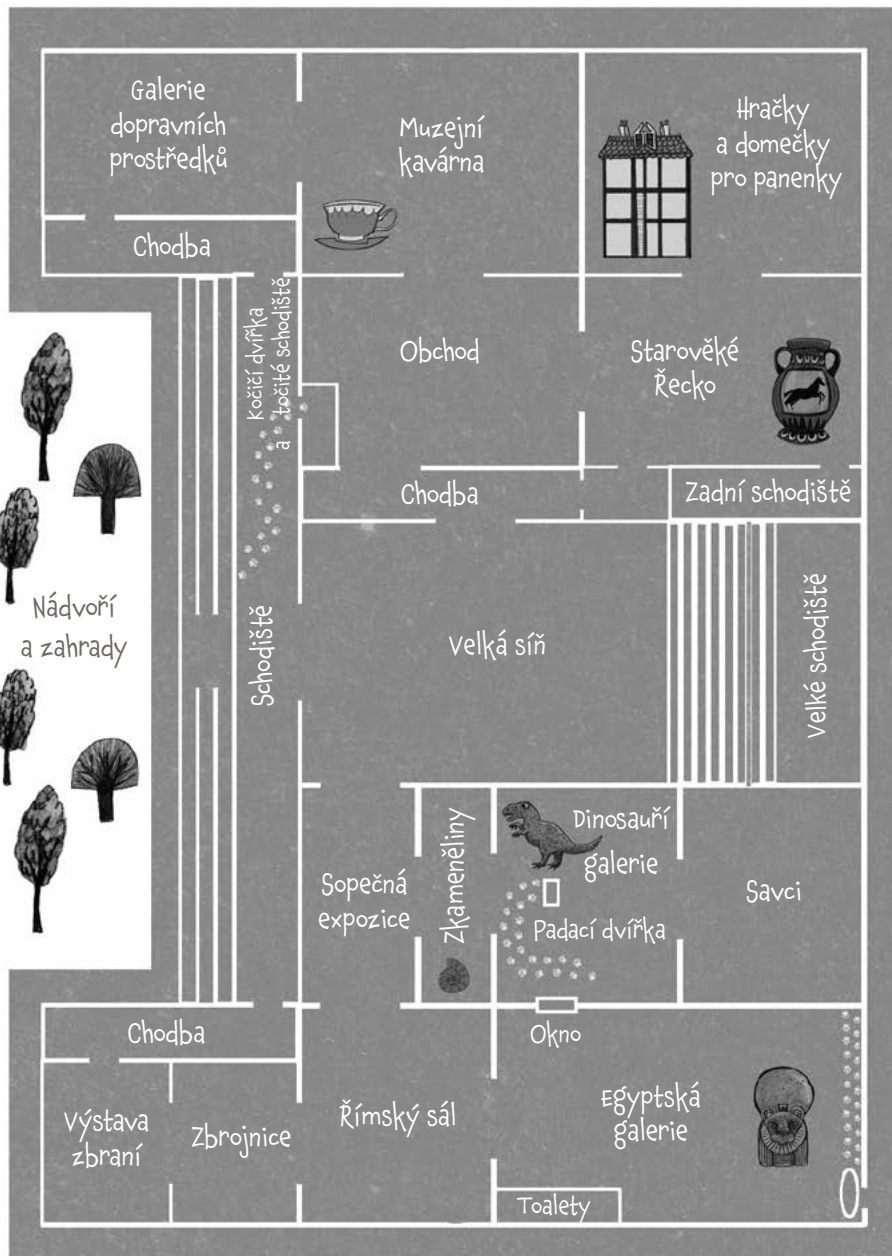 Galerie
dopravních
prostředků
Muzejní
kavárna
Hračky
a domečky
pro panenky
Chodba
Kočičí dvířka
a točité schodiště
Obchod
Starověké
Řecko
Chodba
Zadní schodiště
Nádvoří
a zahrady
Schodiště
Velká síň
Velké schodiště
Sopečná
expozice
Zkameněliny
Dinosauří
galerie
Padací dvířka
Savci
Chodba
Okno
Výstava
zbraní
Zbrojnice
Římský sál
Egyptská
galerie
Toalety